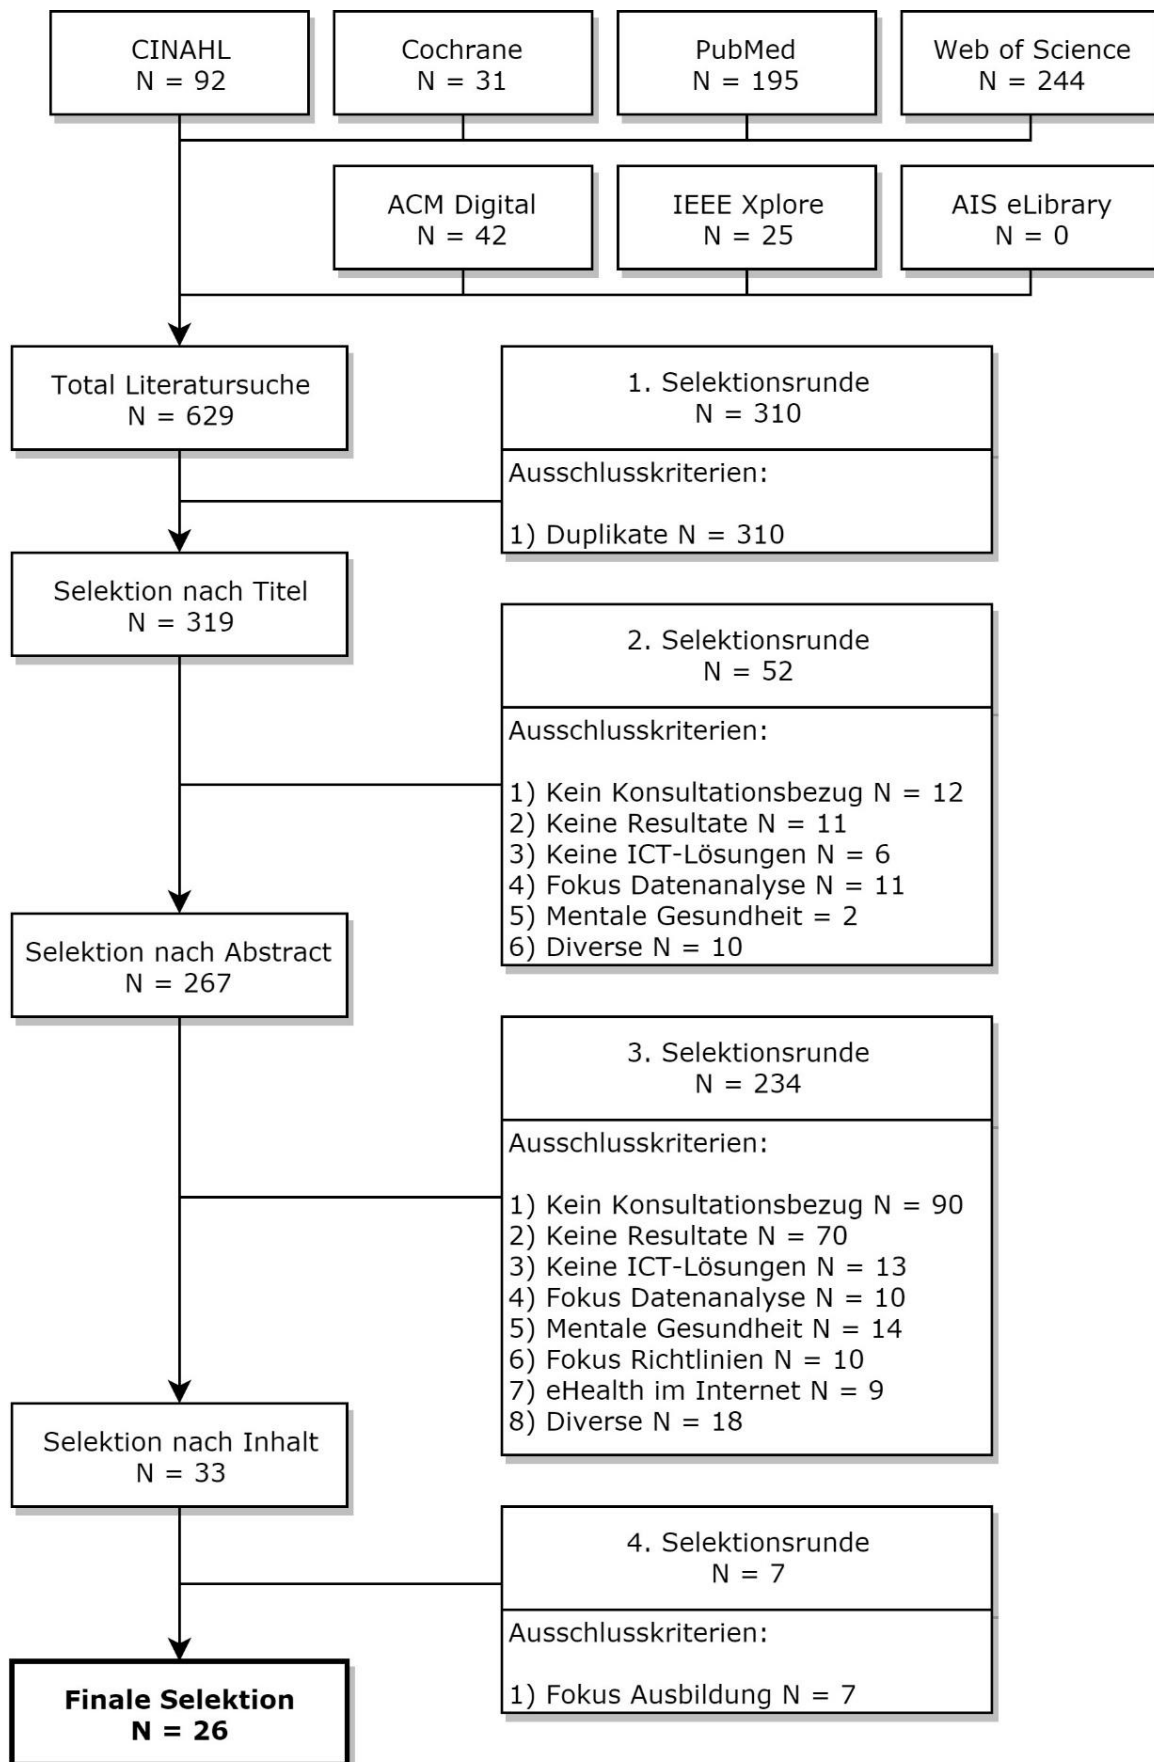 CINAHL
N = 92
Cochrane
N = 31
PubMed
N = 195
Web of Science
N = 244
ACM Digital
N = 42
IEEE Xplore
N = 25
AIS eLibrary
N = 0
Total Literatursuche
N = 629
1. Selektionsrunde
N = 310
Ausschlusskriterien:
1) Duplikate N = 310
Selektion nach Titel
N = 319
2. Selektionsrunde
N = 52
Ausschlusskriterien:
1) Kein Konsultationsbezug N = 12
2) Keine Resultate N = 11
3) Keine ICT-Lösungen N = 6
4) Fokus Datenanalyse N = 11
5) Mentale Gesundheit = 2
6) Diverse N = 10
Selektion nach Abstract
N = 267
3. Selektionsrunde
N = 234
Ausschlusskriterien:
1) Kein Konsultationsbezug N = 90
2) Keine Resultate N = 70
3) Keine ICT-Lösungen N = 13
4) Fokus Datenanalyse N = 10
5) Mentale Gesundheit N = 14
6) Fokus Richtlinien N = 10
7) eHealth im Internet N = 9
8) Diverse N = 18
Selektion nach Inhalt
N = 33
4. Selektionsrunde
N = 7
Ausschlusskriterien:
1) Fokus Ausbildung N = 7
Finale Selektion
N = 26